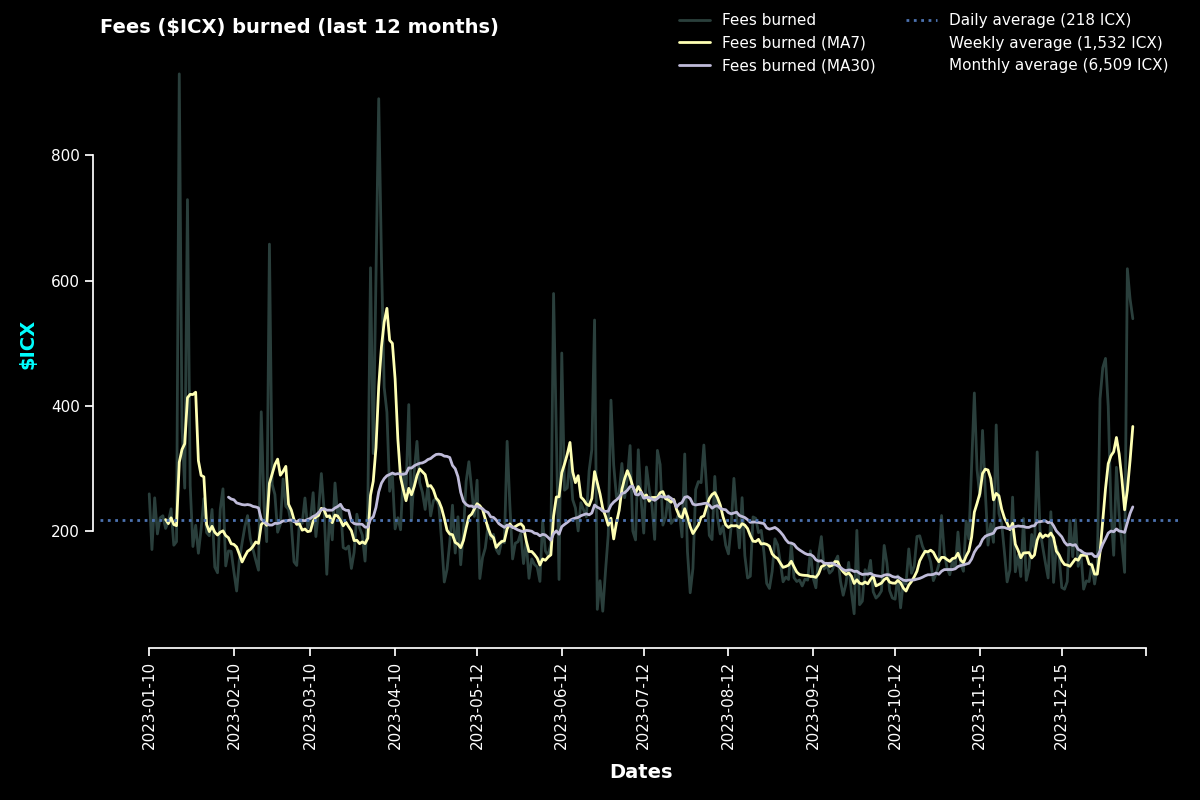 Fees ($ICX) burned (last 12 months)
Fees burned
Fees burned (MA7)
Fees burned (MA30)
Daily average (218 ICX)
Weekly average (1,532 ICX)
Monthly average (6,509 ICX)
800
600
400
200
$ICX
2023-01-10
2023-02-10
2023-03-10
2023-04-10
2023-05-12
2023-06-12
2023-07-12
2023-08-12
2023-09-12
2023-10-12
2023-11-15
2023-12-15
Dates